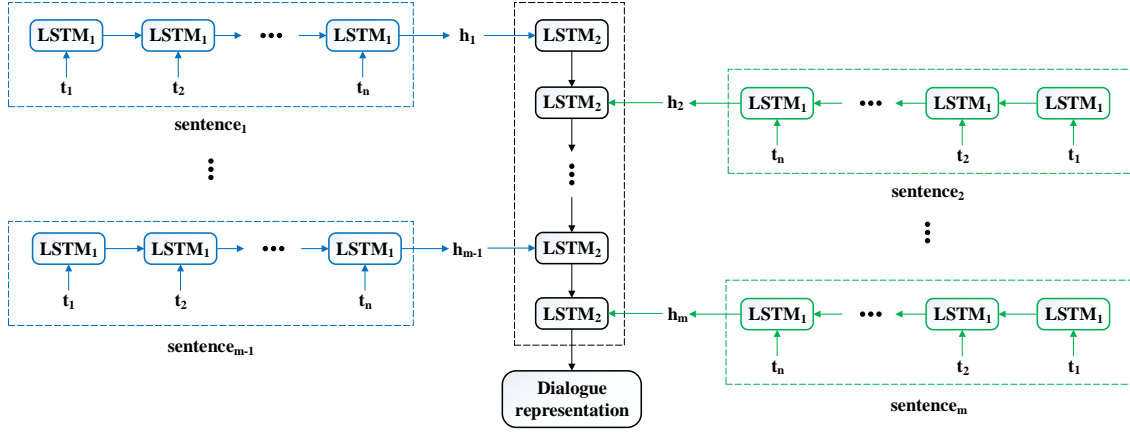 LSTM₁ LSTM₁ ••• LSTM₁ h₁ LSTM₂
t₁ t₂ tₙ
sentence₁
LSTM₂ h₂ LSTM₁ ••• LSTM₁ LSTM₁
tₙ t₂ t₁
sentence₂
LSTM₁ LSTM₁ ••• LSTM₁ hₘ₋₁ LSTM₂
t₁ t₂ tₙ
sentenceₘ₋₁
LSTM₂ hₘ LSTM₁ ••• LSTM₁ LSTM₁
tₙ t₂ t₁
sentenceₘ
Dialogue
representation